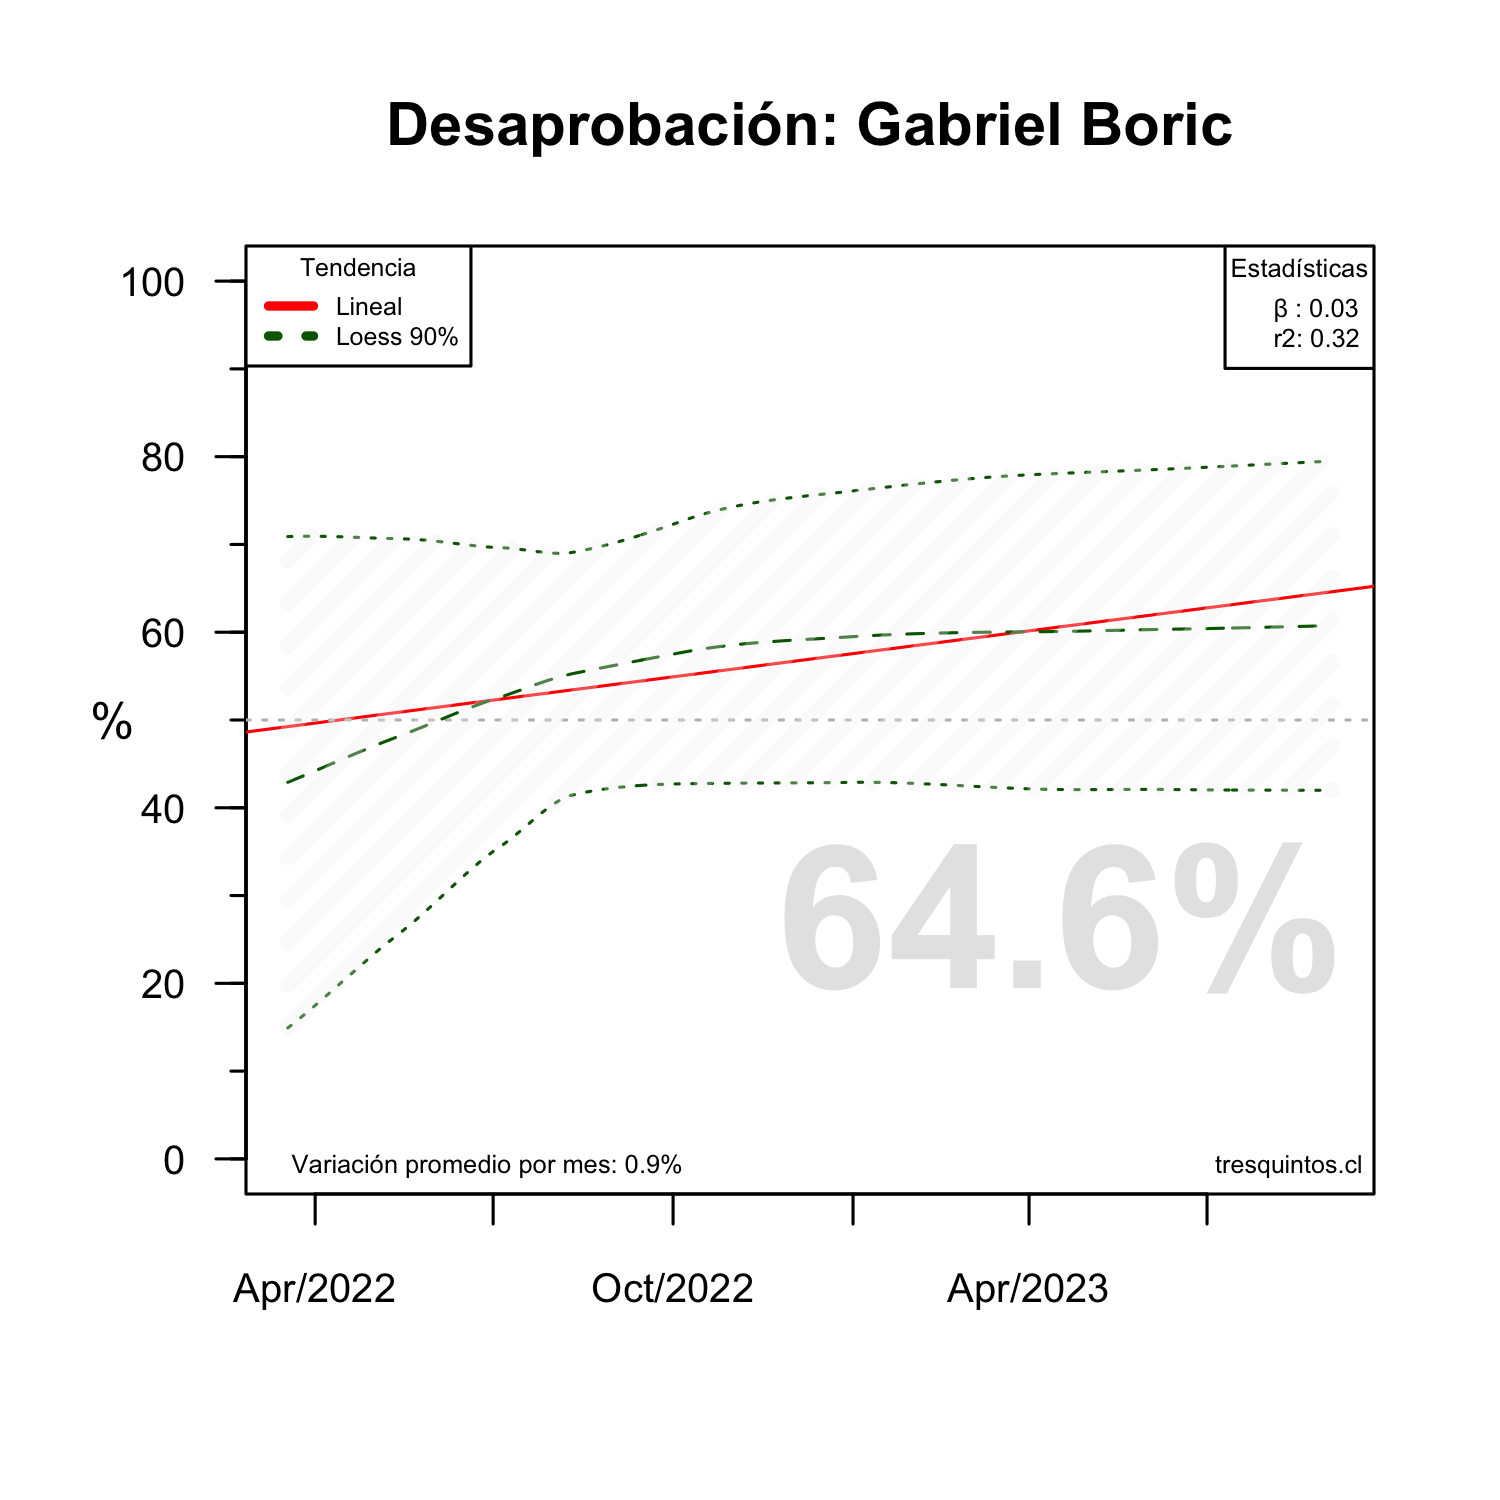 Desaprobación: Gabriel Boric
Tendencia
Lineal
Loess 90%
Estadísticas
β : 0.03
r2: 0.32
100
80
60
%
40
20
0
64.6%
Variación promedio por mes: 0.9%
tresquintos.cl
Apr/2022
Oct/2022
Apr/2023